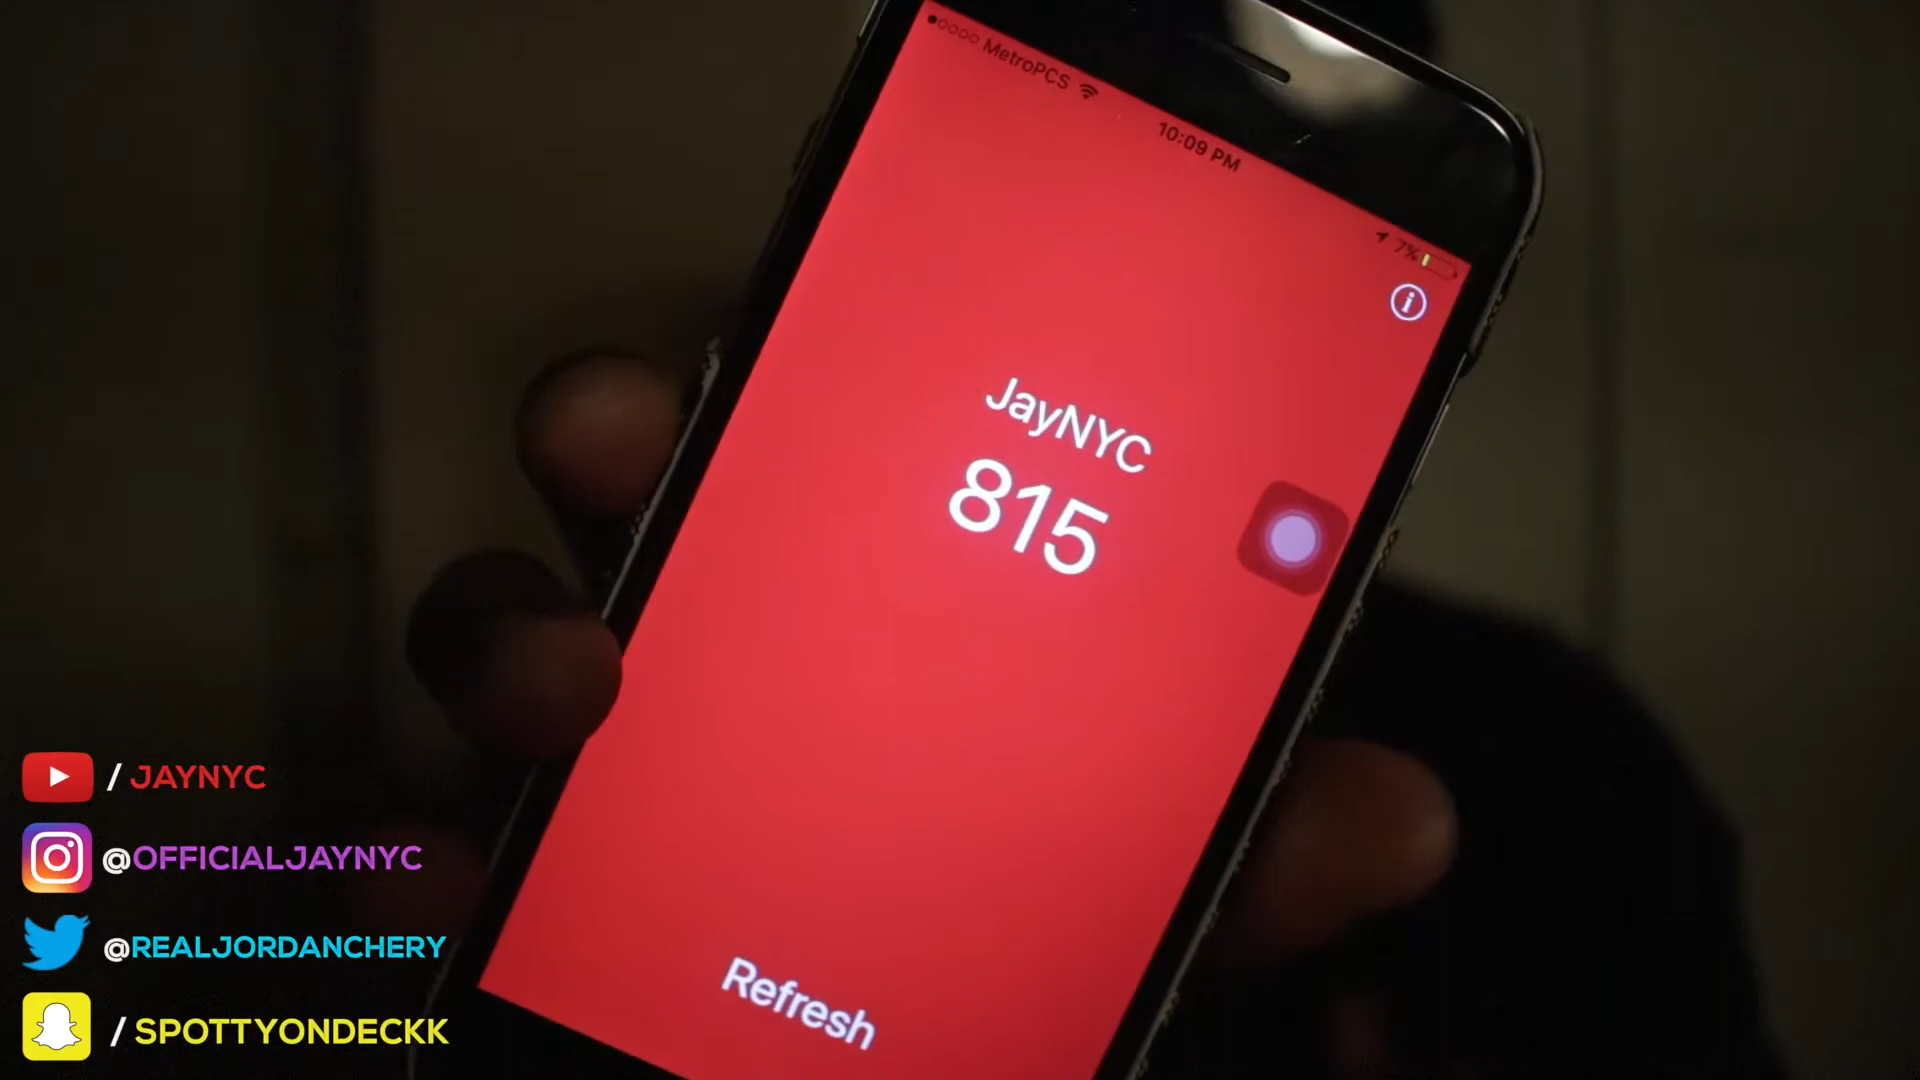 MetroPCS
10:09 PM
7%
JayNYC
815
Refresh
/ JAYNYC
@OFFICIALJAYNYC
@REALJORDANCHERY
/ SPOTTYONDECKK